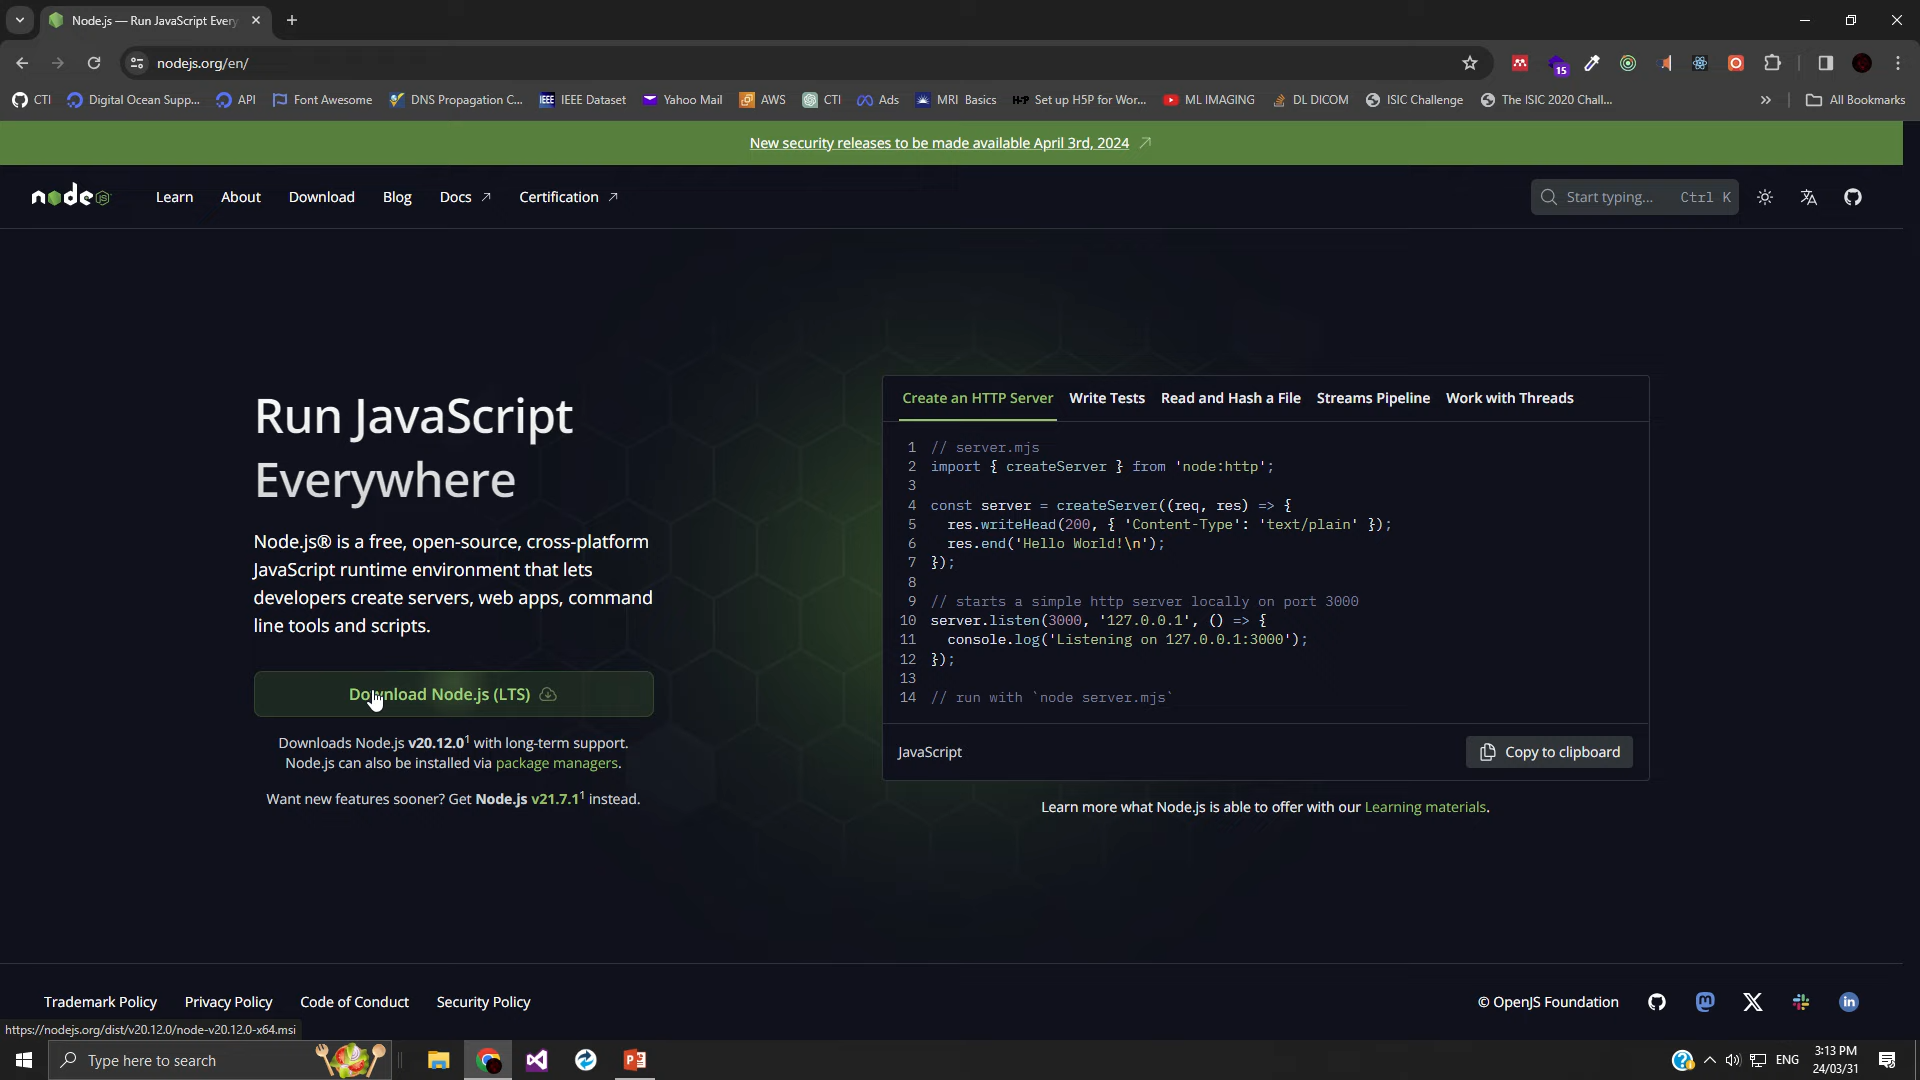 Node.js — Run JavaScript Every
nodejs.org/en/
15
CTI
Digital Ocean Supp...
API
Font Awesome
DNS Propagation C...
IEEE Dataset
Yahoo Mail
AWS
CTI
Ads
MRI Basics
H-P Set up H5P for Wor...
ML IMAGING
DL DICOM
ISIC Challenge
The ISIC 2020 Chall...
»
All Bookmarks
New security releases to be made available April 3rd, 2024
node JS
Learn
About
Download
Blog
Docs
Certification
Start typing...
Ctrl K
Run JavaScript
Everywhere
Node.js® is a free, open-source, cross-platform
JavaScript runtime environment that lets
developers create servers, web apps, command
line tools and scripts.
Download Node.js (LTS)
Downloads Node.js v20.12.0¹ with long-term support.
Node.js can also be installed via package managers.
Want new features sooner? Get Node.js v21.7.1¹ instead.
Create an HTTP Server
Write Tests
Read and Hash a File
Streams Pipeline
Work with Threads
1 // server.mjs
2 import { createServer } from 'node:http';
3
4 const server = createServer((req, res) => {
5 res.writeHead(200, { 'Content-Type': 'text/plain' });
6 res.end('Hello World!\n');
7 });
8
9 // starts a simple http server locally on port 3000
10 server.listen(3000, '127.0.0.1', () => {
11 console.log('Listening on 127.0.0.1:3000');
12 });
13
14 // run with `node server.mjs`
JavaScript
Copy to clipboard
Learn more what Node.js is able to offer with our Learning materials.
Trademark Policy
Privacy Policy
Code of Conduct
Security Policy
© OpenJS Foundation
https://nodejs.org/dist/v20.12.0/node-v20.12.0-x64.msi
Type here to search
ENG
3:13 PM
24/03/31